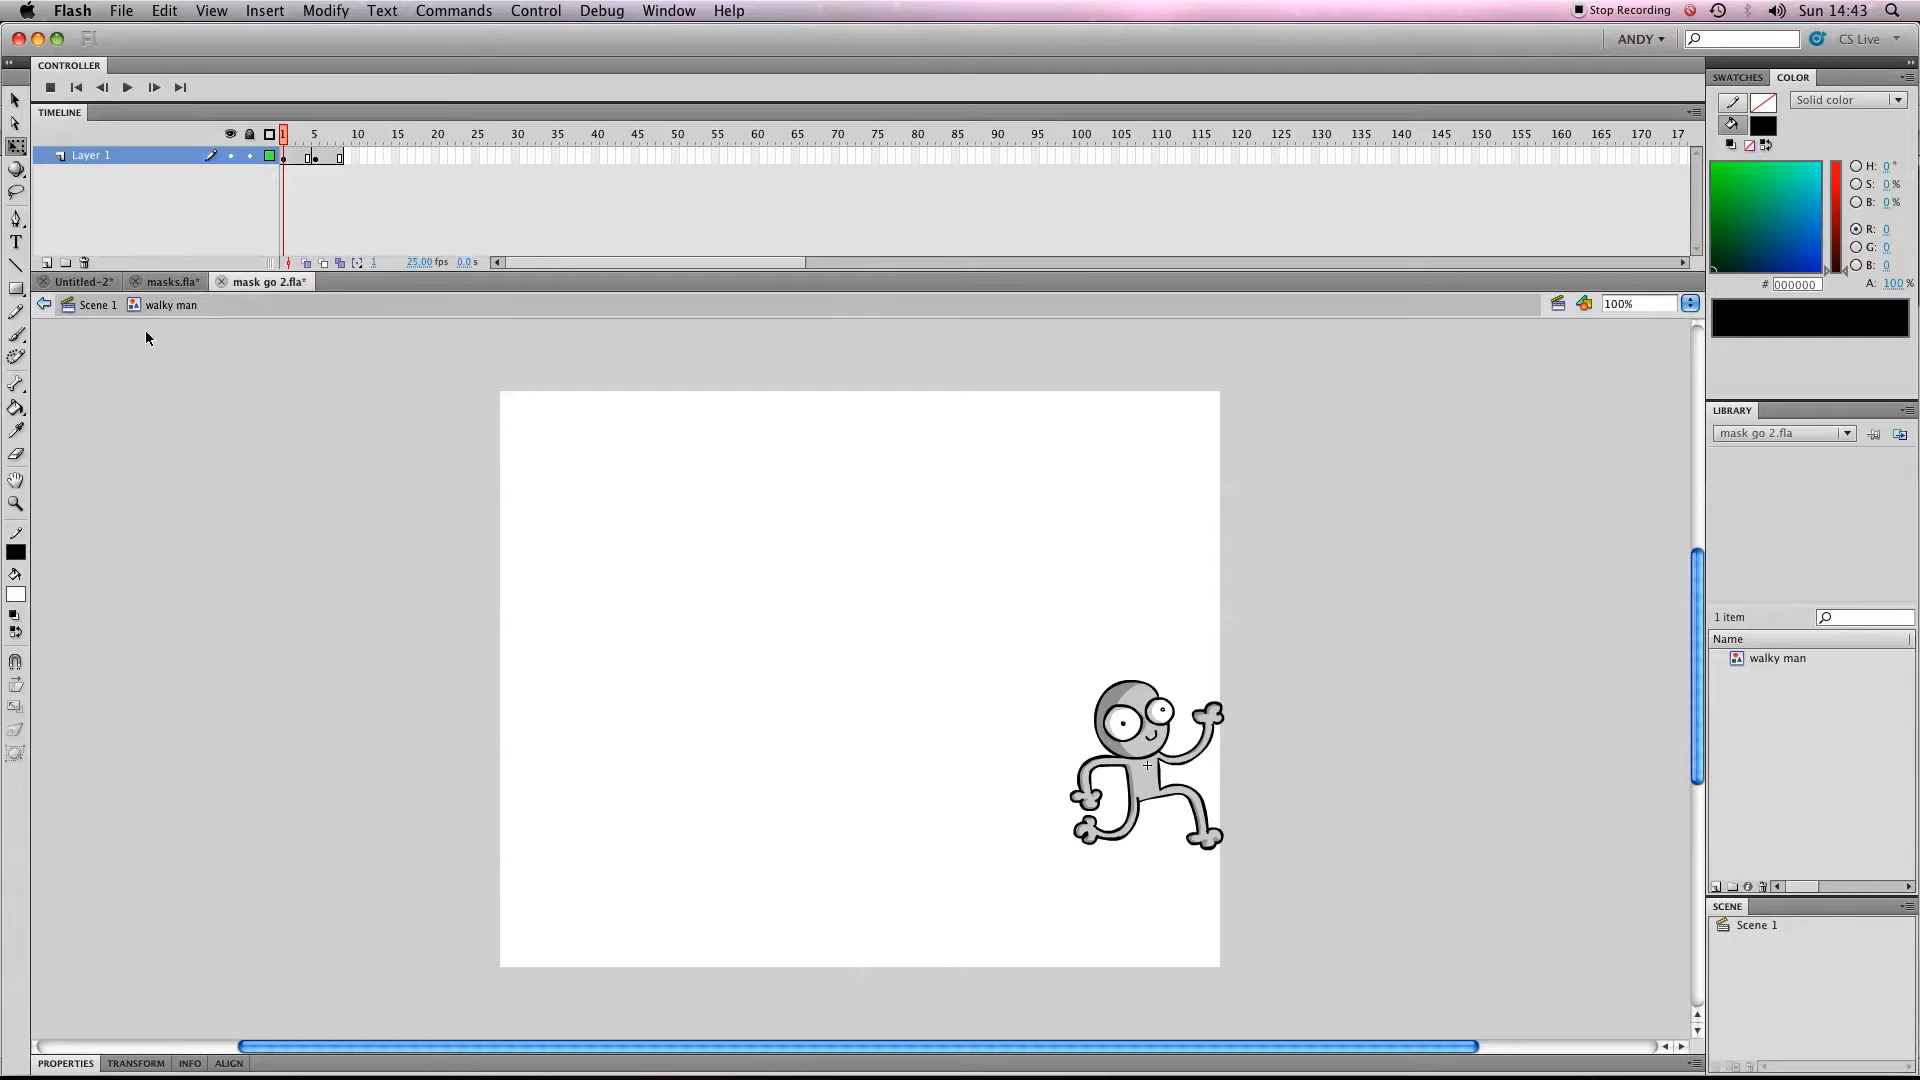 Flash File Edit View Insert Modify Text Commands Control Debug Window Help Stop Recording Sun 14:43
Fl ANDY CS Live
CONTROLLER
SWATCHES COLOR
Solid color
TIMELINE
1 5 10 15 20 25 30 35 40 45 50 55 60 65 70 75 80 85 90 95 100 105 110 115 120 125 130 135 140 145 150 155 160 165 170 17
Layer 1
H: 0 °
S: 0 %
B: 0 %
R: 0
G: 0
B: 0
# 000000 A: 100 %
1 25.00 fps 0.0 s
Untitled-2* masks.fla* mask go 2.fla*
Scene 1 walky man 100%
LIBRARY
mask go 2.fla
1 item
Name
walky man
SCENE
Scene 1
PROPERTIES TRANSFORM INFO ALIGN